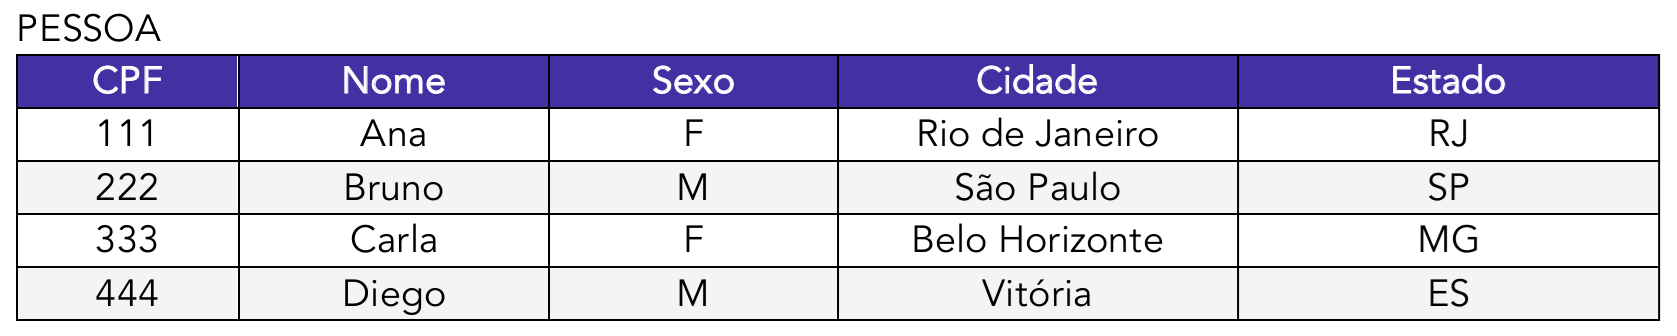 PESSOA
CPF Nome Sexo Cidade Estado
111 Ana F Rio de Janeiro RJ
222 Bruno M São Paulo SP
333 Carla F Belo Horizonte MG
444 Diego M Vitória ES